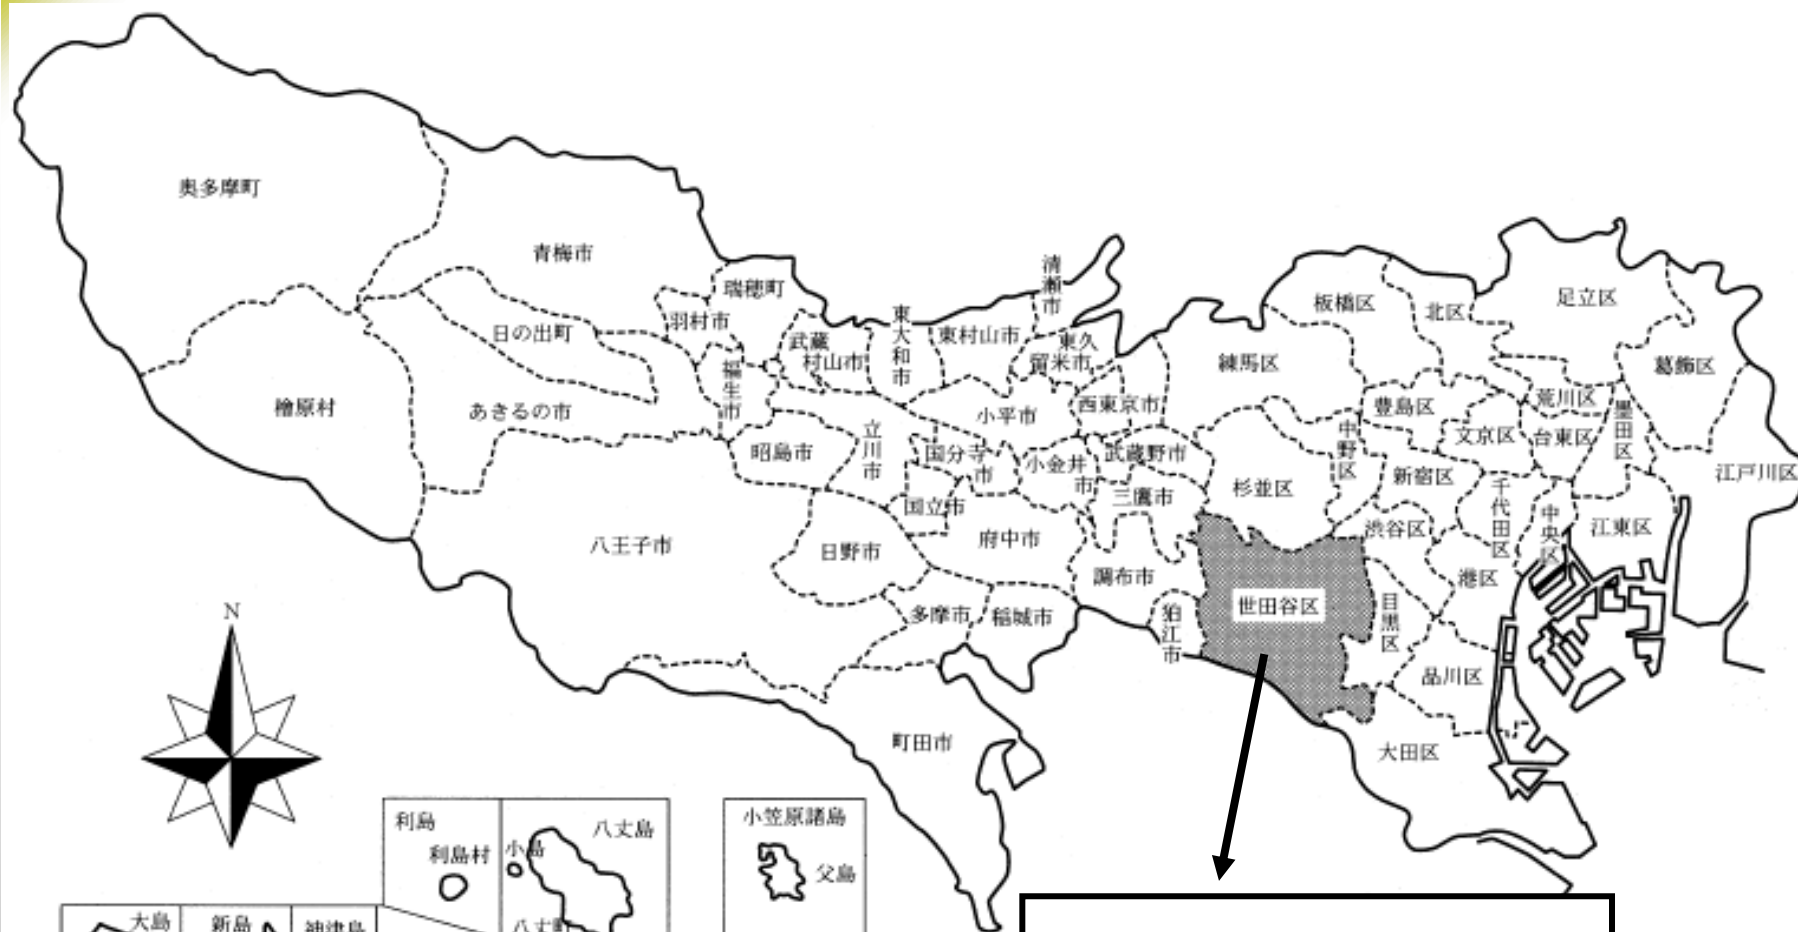 奥多摩町
青梅市
瑞穂町
羽村市
日の出町
檜原村
あきるの市
福生市
武蔵
村山市
東大和市
東村山市
清瀬市
東久
留米市
西東京市
小平市
昭島市
立川市
国分寺
市
小金井
市
武蔵野市
三鷹市
国立市
府中市
八王子市
日野市
多摩市
稲城市
調布市
狛江市
町田市
練馬区
板橋区
北区
足立区
葛飾区
荒川区
墨田区
豊島区
文京区
台東区
中野区
杉並区
新宿区
千代田区
中央区
江東区
江戸川区
渋谷区
港区
世田谷区
目黒区
品川区
大田区
N
利島
利島村
小島
八丈島
八丈町
小笠原諸島
父島
大島
新島
神津島